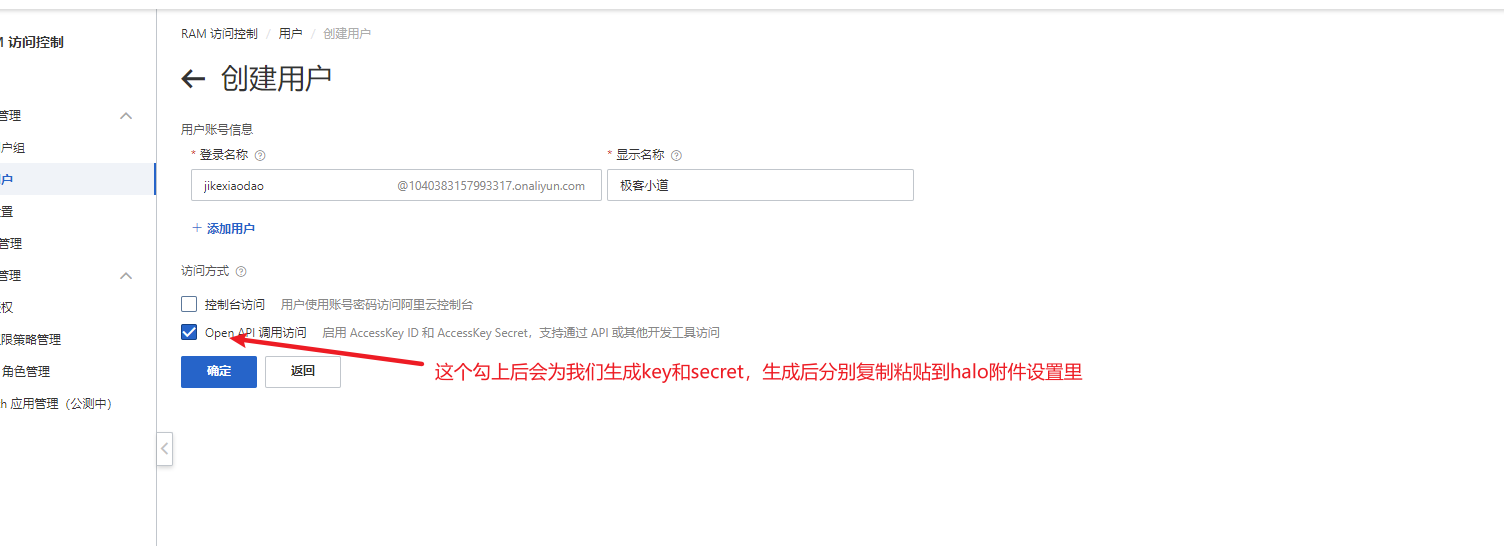 RAM 访问控制 / 用户 / 创建用户
访问控制
← 创建用户
管理
户组
户
置
管理
管理
权
限策略管理
角色管理
th 应用管理（公测中）
用户账号信息
* 登录名称 * 显示名称
jikexiaodao @1040383157993317.onaliyun.com 极客小道
+ 添加用户
访问方式
控制台访问 用户使用账号密码访问阿里云控制台
Open API 调用访问 启用 AccessKey ID 和 AccessKey Secret，支持通过 API 或其他开发工具访问
确定 返回
这个勾上后会为我们生成key和secret，生成后分别复制粘贴到halo附件设置里